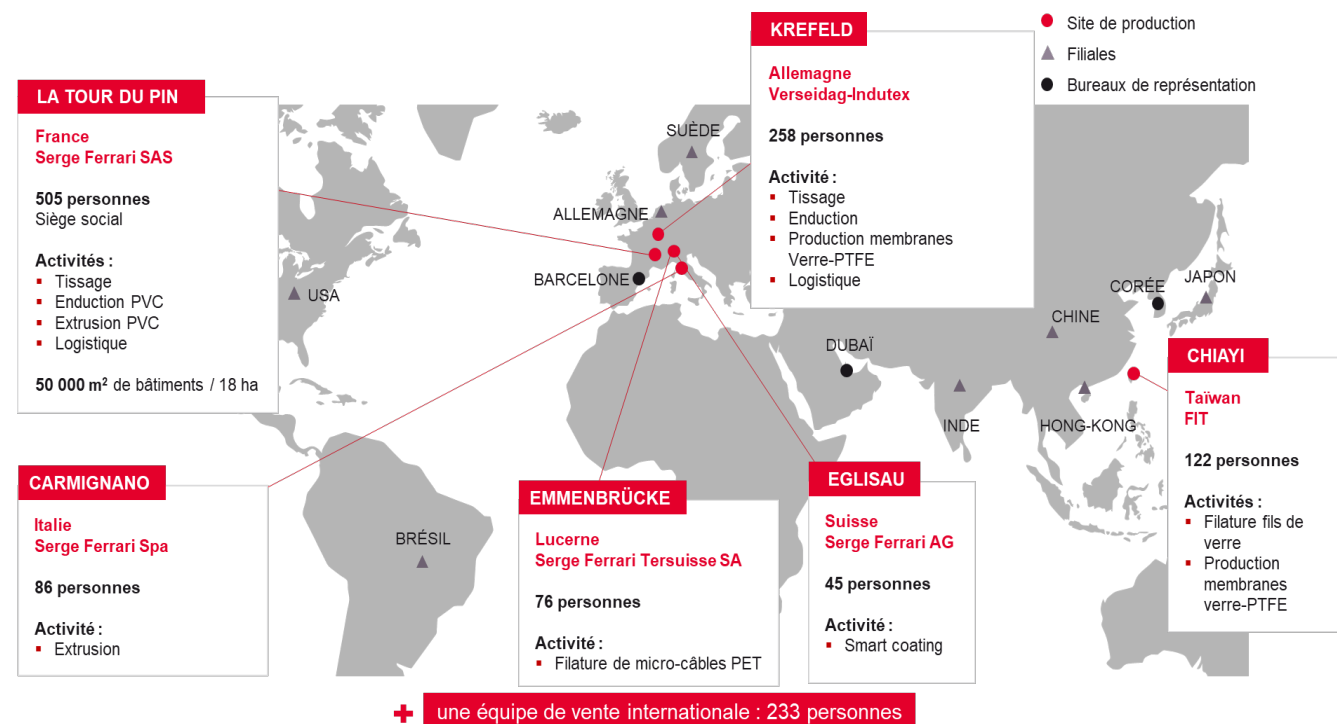 Site de production
Filiales
Bureaux de représentation
KREFELD
Allemagne
Verseidag-Indutex
258 personnes
Activité :
▪ Tissage
▪ Enduction
▪ Production membranes
Verre-PTFE
▪ Logistique
LA TOUR DU PIN
France
Serge Ferrari SAS
505 personnes
Siège social
Activités :
▪ Tissage
▪ Enduction PVC
▪ Extrusion PVC
▪ Logistique
50 000 m² de bâtiments / 18 ha
SUÈDE
ALLEMAGNE
BARCELONE
USA
DUBAÏ
INDE
CHINE
CORÉE
JAPON
HONG-KONG
BRÉSIL
CHIAYI
Taïwan
FIT
122 personnes
Activités :
▪ Filature fils de
verre
▪ Production
membranes
verre-PTFE
CARMIGNANO
Italie
Serge Ferrari Spa
86 personnes
Activité :
▪ Extrusion
EMMENBRÜCKE
Lucerne
Serge Ferrari Tersuisse SA
76 personnes
Activité :
▪ Filature de micro-câbles PET
EGLISAU
Suisse
Serge Ferrari AG
45 personnes
Activité :
▪ Smart coating
+ une équipe de vente internationale : 233 personnes